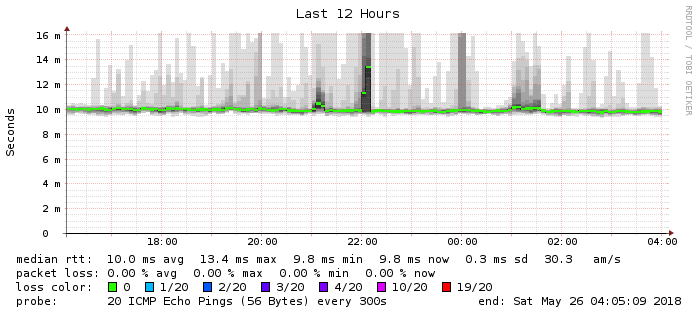 Last 12 Hours
RRDTOOL / TOBI OETIKER
Seconds
16 m
14 m
12 m
10 m
8 m
6 m
4 m
2 m
0
18:00 20:00 22:00 00:00 02:00 04:00
median rtt: 10.0 ms avg 13.4 ms max 9.8 ms min 9.8 ms now 0.3 ms sd 30.3 am/s
packet loss: 0.00 % avg 0.00 % max 0.00 % min 0.00 % now
loss color: 0 1/20 2/20 3/20 4/20 10/20 19/20
probe: 20 ICMP Echo Pings (56 Bytes) every 300s end: Sat May 26 04:05:09 2018